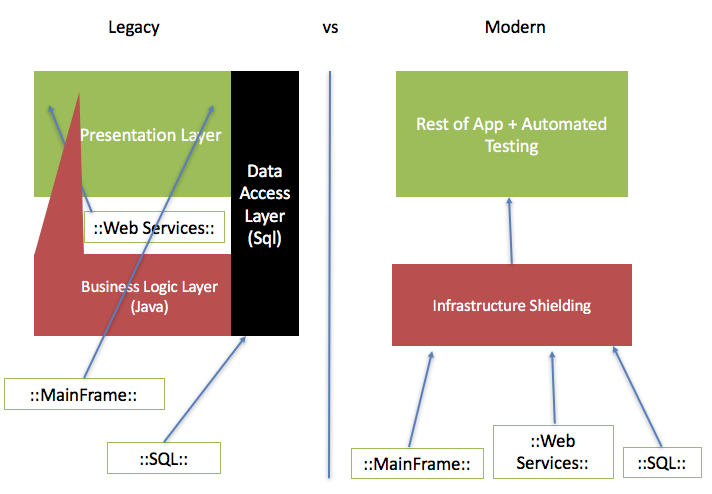 Legacy
vs
Modern
Presentation Layer
Data
Access
Layer
(Sql)
::Web Services::
Business Logic Layer
(Java)
::MainFrame::
::SQL::
Rest of App + Automated
Testing
Infrastructure Shielding
::MainFrame::
::Web
Services::
::SQL::